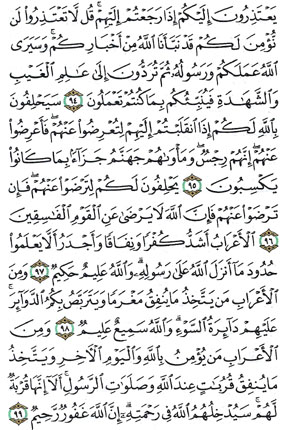 يَعْتَذِرُونَ إِلَيْكُمْ إِذَا رَجَعْتُمْ إِلَيْهِمْ ۚ قُل لَّا تَعْتَذِرُوا۟ لَن
نُّؤْمِنَ لَكُمْ قَدْ نَبَّأَنَا ٱللَّهُ مِنْ أَخْبَارِكُمْ ۚ وَسَيَرَى
ٱللَّهُ عَمَلَكُمْ وَرَسُولُهُۥ ثُمَّ تُرَدُّونَ إِلَىٰ عَـٰلِمِ ٱلْغَيْبِ
وَٱلشَّهَـٰدَةِ فَيُنَبِّئُكُم بِمَا كُنتُمْ تَعْمَلُونَ ٩٤ سَيَحْلِفُونَ
بِٱللَّهِ لَكُمْ إِذَا ٱنقَلَبْتُمْ إِلَيْهِمْ لِتُعْرِضُوا۟ عَنْهُمْ ۖ فَأَعْرِضُوا۟
عَنْهُمْ ۖ إِنَّهُمْ رِجْسٌ ۖ وَمَأْوَىٰهُمْ جَهَنَّمُ جَزَآءًۢ بِمَا كَانُوا۟
يَكْسِبُونَ ٩٥ يَحْلِفُونَ لَكُمْ لِتَرْضَوْا۟ عَنْهُمْ ۖ فَإِن
تَرْضَوْا۟ عَنْهُمْ فَإِنَّ ٱللَّهَ لَا يَرْضَىٰ عَنِ ٱلْقَوْمِ ٱلْفَـٰسِقِينَ
٩٦ ٱلْأَعْرَابُ أَشَدُّ كُفْرًا وَنِفَاقًا وَأَجْدَرُ أَلَّا يَعْلَمُوا۟
حُدُودَ مَآ أَنزَلَ ٱللَّهُ عَلَىٰ رَسُولِهِۦ ۗ وَٱللَّهُ عَلِيمٌ حَكِيمٌ ٩٧ وَمِنَ
ٱلْأَعْرَابِ مَن يَتَّخِذُ مَا يُنفِقُ مَغْرَمًا وَيَتَرَبَّصُ بِكُمُ ٱلدَّوَآئِرَ ۚ
عَلَيْهِمْ دَآئِرَةُ ٱلسَّوْءِ ۗ وَٱللَّهُ سَمِيعٌ عَلِيمٌ ٩٨ وَمِنَ
ٱلْأَعْرَابِ مَن يُؤْمِنُ بِٱللَّهِ وَٱلْيَوْمِ ٱلْـَٔاخِرِ وَيَتَّخِذُ
مَا يُنفِقُ قُرُبَـٰتٍ عِندَ ٱللَّهِ وَصَلَوَٰتِ ٱلرَّسُولِ ۚ أَلَآ إِنَّهَا قُرْبَةٌ
لَّهُمْ ۚ سَيُدْخِلُهُمُ ٱللَّهُ فِى رَحْمَتِهِۦٓ ۗ إِنَّ ٱللَّهَ غَفُورٌ رَّحِيمٌ ٩٩